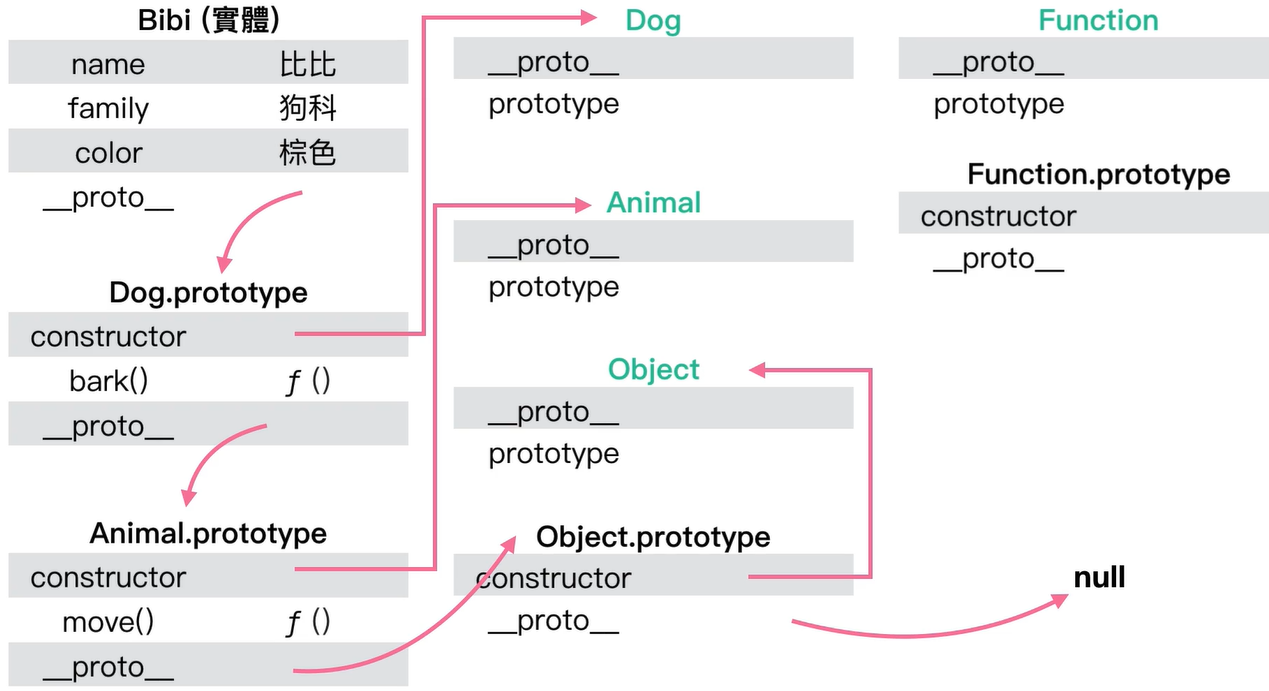 Bibi (實體)
name 比比
family 狗科
color 棕色
__proto__
Dog.prototype
constructor
bark() ƒ ()
__proto__
Animal.prototype
constructor
move() ƒ ()
__proto__
Dog
__proto__
prototype
Animal
__proto__
prototype
Object
__proto__
prototype
Object.prototype
constructor
__proto__
Function
__proto__
prototype
Function.prototype
constructor
__proto__
null